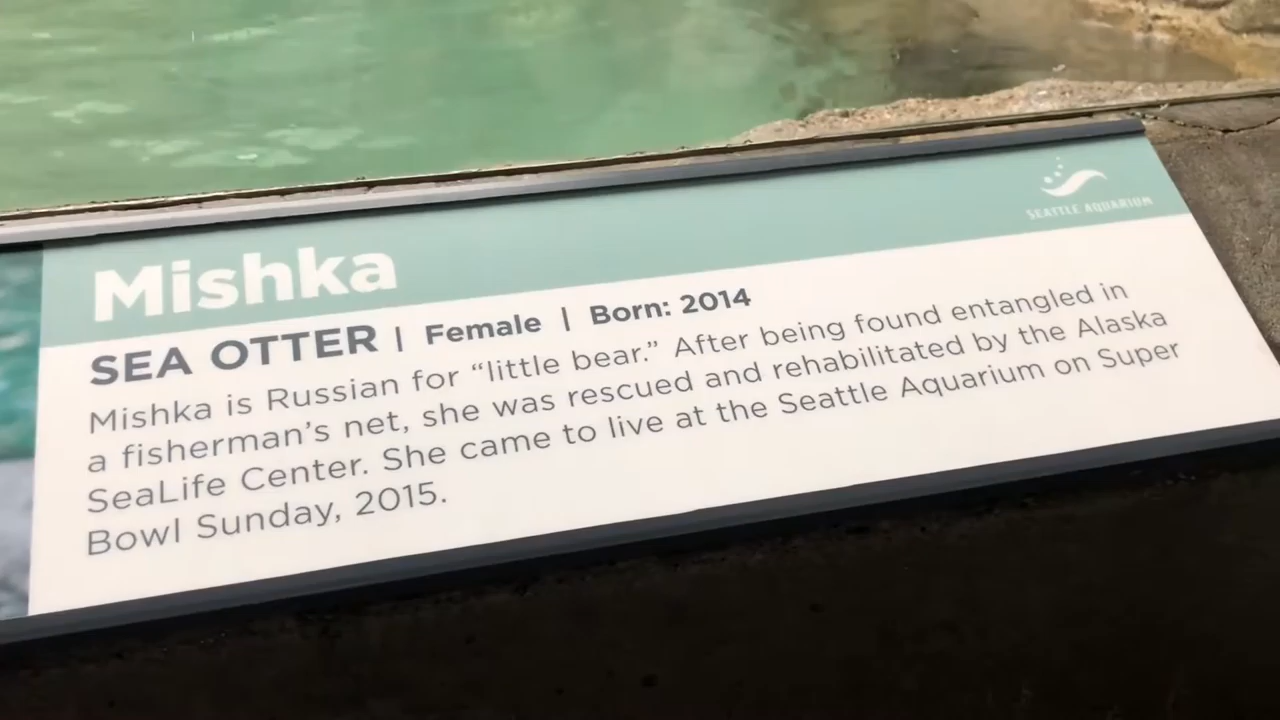 SEATTLE AQUARIUM
Mishka
SEA OTTER | Female | Born: 2014
Mishka is Russian for “little bear.” After being found entangled in
a fisherman’s net, she was rescued and rehabilitated by the Alaska
SeaLife Center. She came to live at the Seattle Aquarium on Super
Bowl Sunday, 2015.